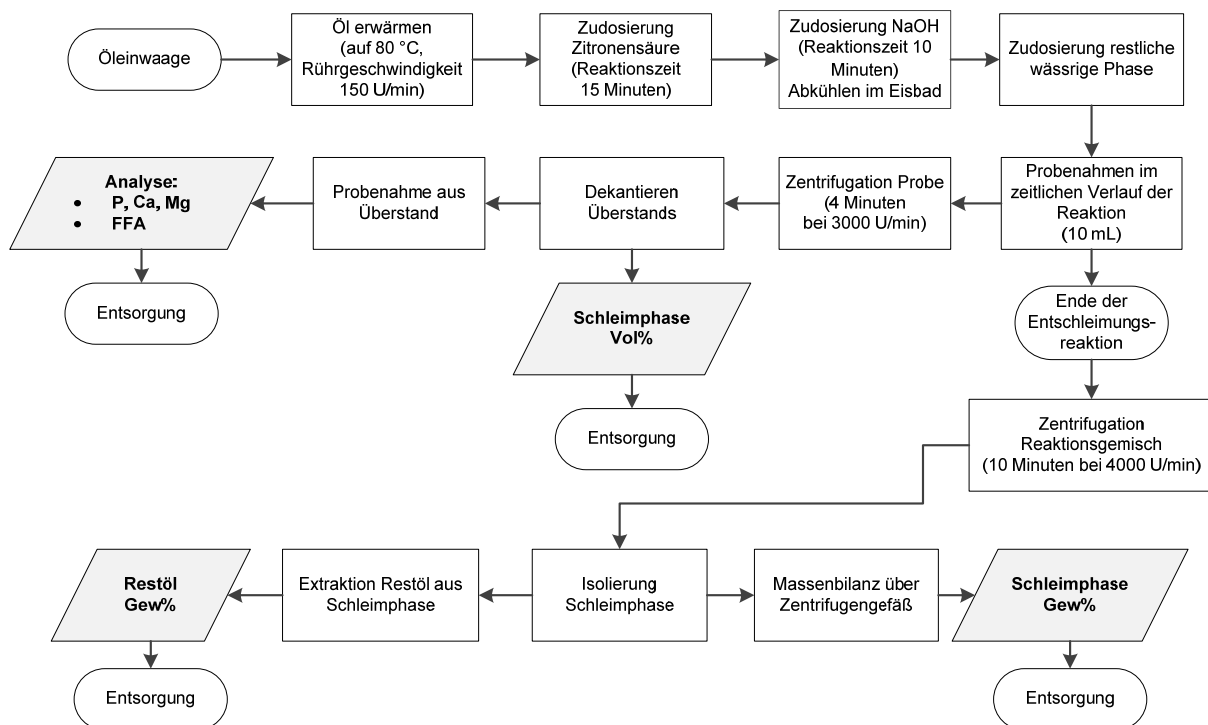 Öleinwaage
Öl erwärmen
(auf 80 °C,
Rührgeschwindigkeit
150 U/min)
Zudosierung
Zitronensäure
(Reaktionszeit
15 Minuten)
Zudosierung NaOH
(Reaktionszeit 10
Minuten)
Abkühlen im Eisbad
Zudosierung restliche
wässrige Phase
Probenahmen im
zeitlichen Verlauf der
Reaktion
(10 mL)
Zentrifugation Probe
(4 Minuten
bei 3000 U/min)
Dekantieren
Überstands
Probenahme aus
Überstand
Analyse:
• P, Ca, Mg
• FFA
Entsorgung
Schleimphase
Vol%
Entsorgung
Ende der
Entschleimungs-
reaktion
Zentrifugation
Reaktionsgemisch
(10 Minuten bei 4000 U/min)
Isolierung
Schleimphase
Extraktion Restöl aus
Schleimphase
Restöl
Gew%
Entsorgung
Massenbilanz über
Zentrifugengefäß
Schleimphase
Gew%
Entsorgung